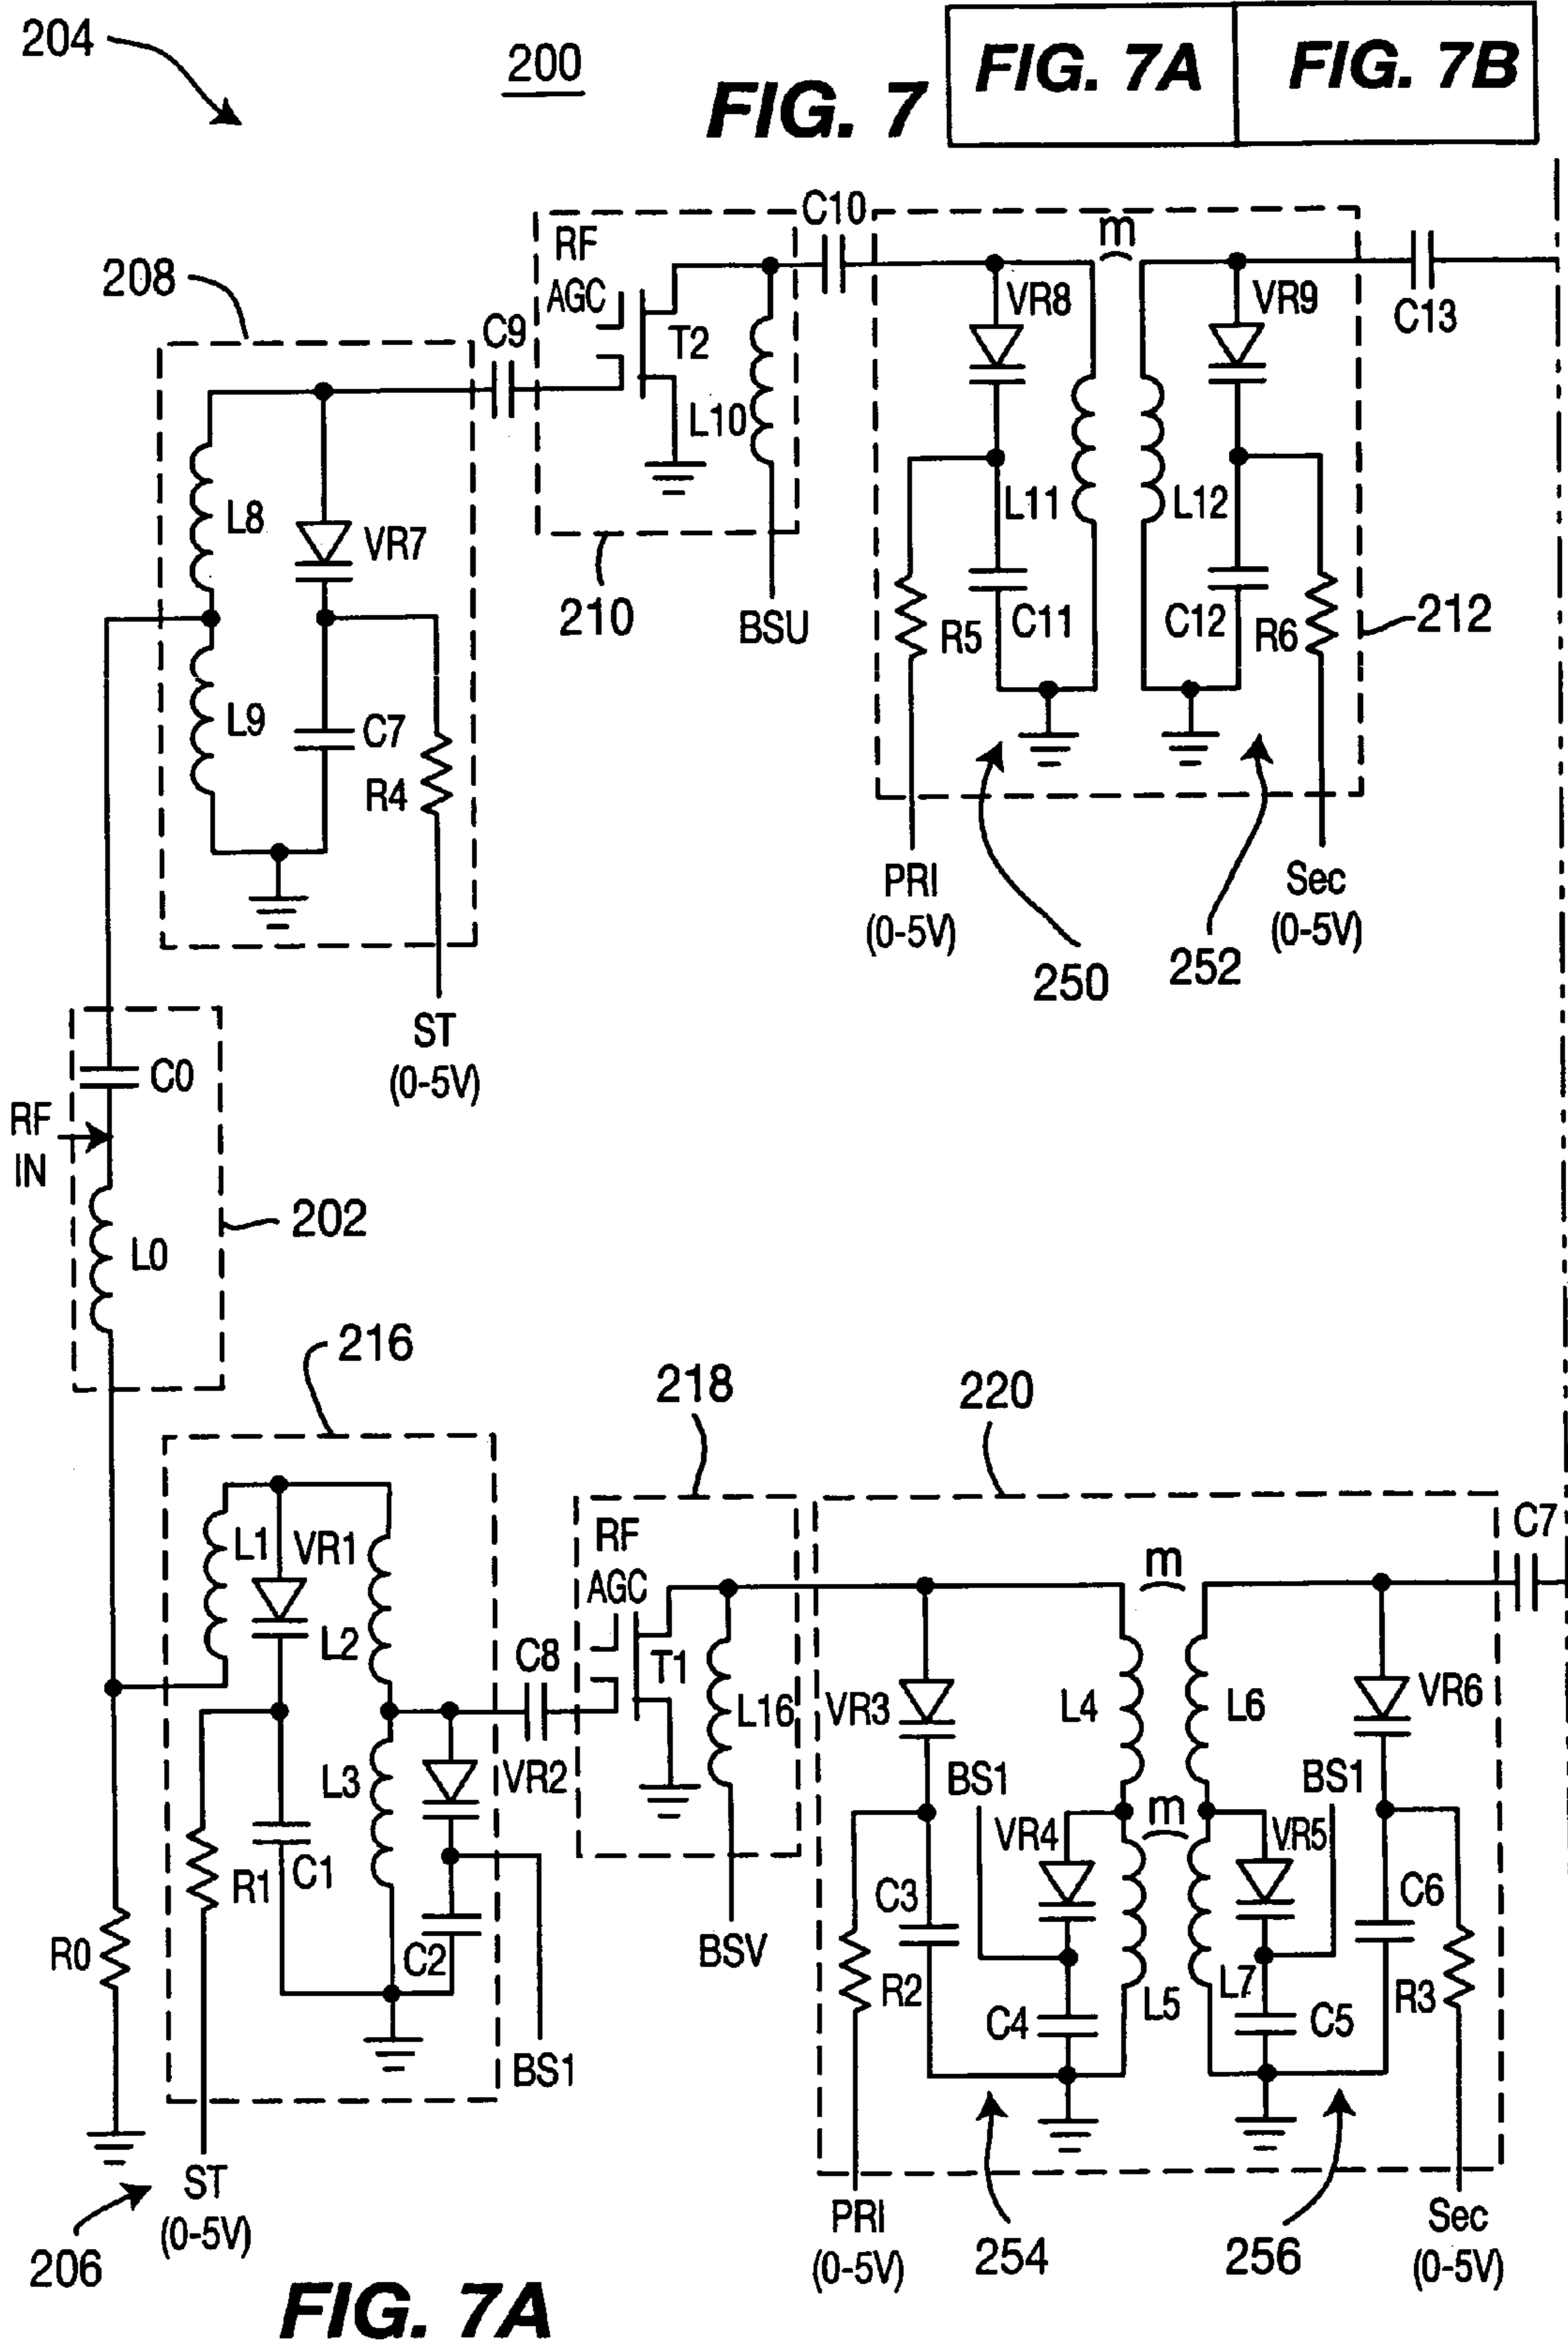 204
200
FIG. 7
FIG. 7A
FIG. 7B
208
C9
RF
AGC
T2
L10
C10
m
VR8
VR9
C13
L8
VR7
L11
L12
210
BSU
R5
C11
C12
R6
212
L9
C7
R4
PRI
(0-5V)
250
252
Sec
(0-5V)
ST
(0-5V)
C0
RF
IN
L0
202
216
218
220
L1
VR1
L2
C8
RF
AGC
T1
L16
m
C7
VR3
L4
L6
VR6
L3
VR2
BS1
m
BS1
VR4
VR5
R1
C1
C2
C3
C6
R0
BSV
R2
C4
L5
L7
C5
R3
BS1
ST
(0-5V)
206
PRI
(0-5V)
254
256
Sec
(0-5V)
FIG. 7A